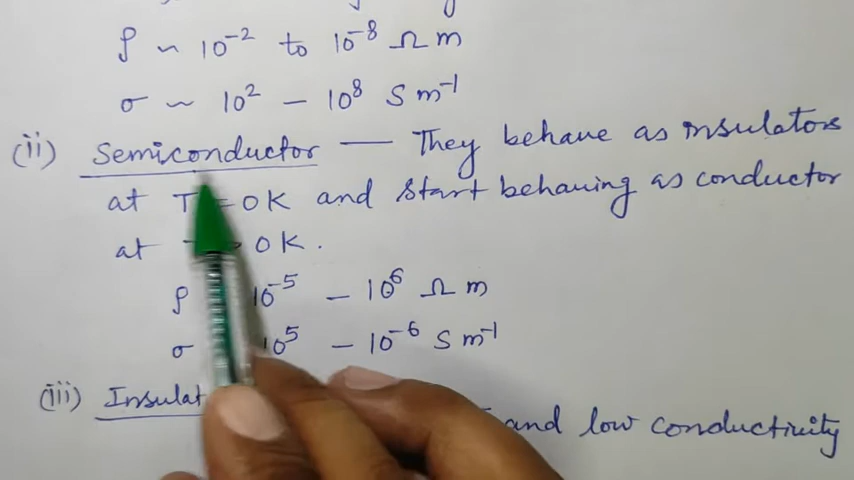 ρ ~ 10⁻² to 10⁻⁸ Ω m
σ ~ 10² – 10⁸ S m⁻¹
(ii) Semiconductor — They behave as insulators
at T = 0 K and start behaving as conductor
at 0 K.
ρ 10⁻⁵ – 10⁶ Ω m
σ 10⁵ – 10⁻⁶ S m⁻¹
(iii) Insulat and low conductivity